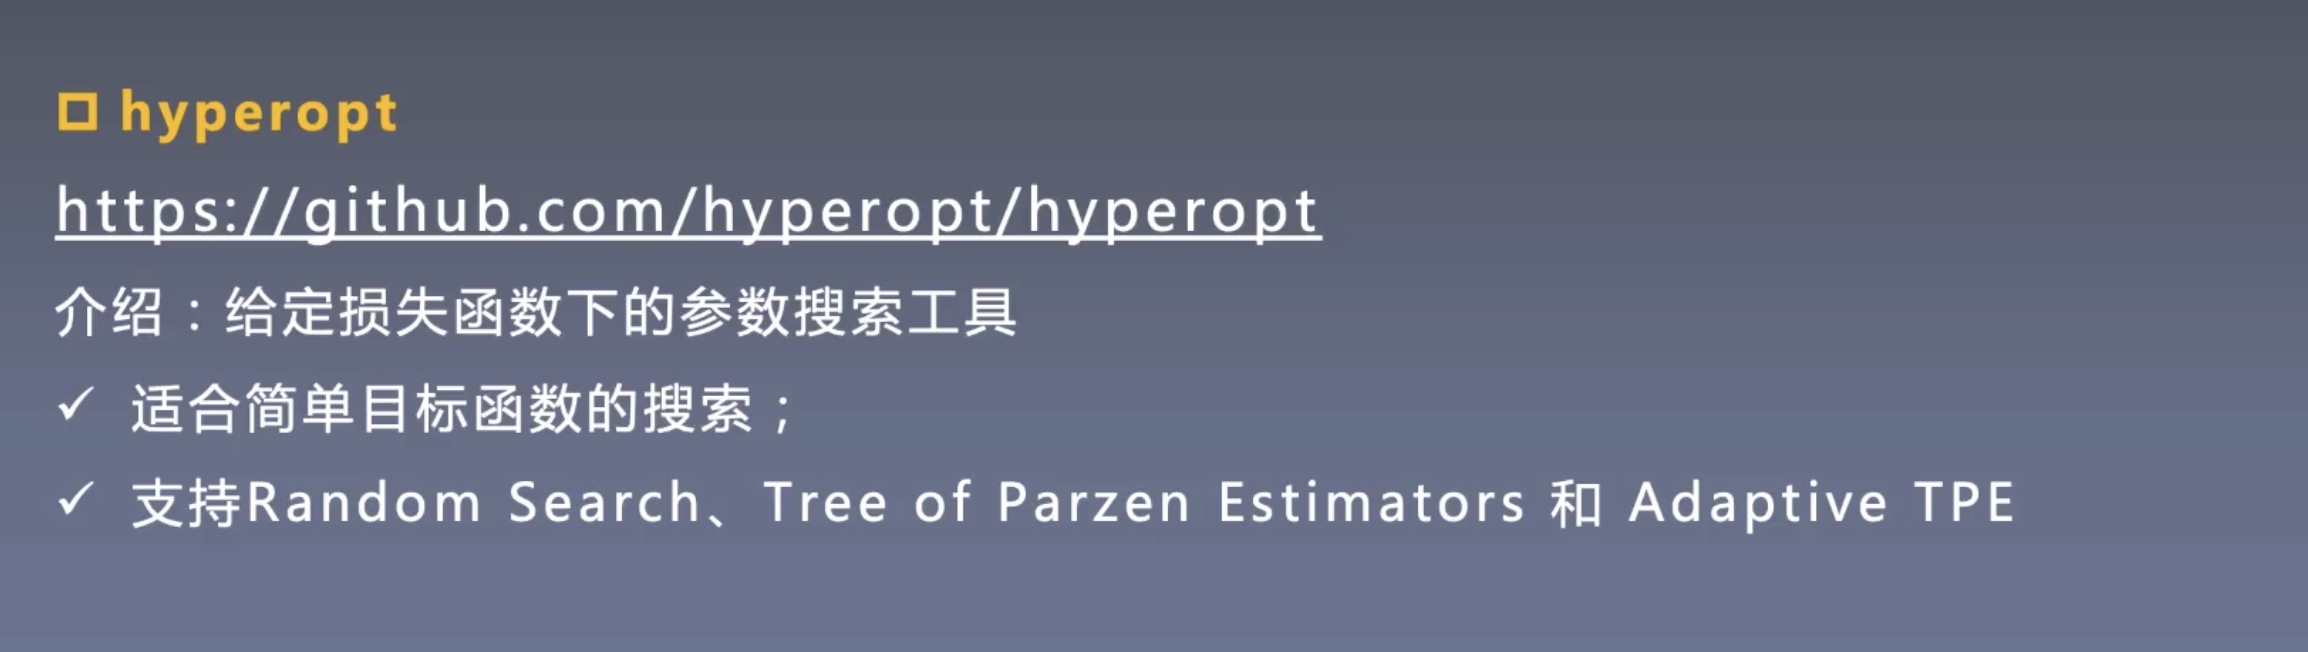 hyperopt
https://github.com/hyperopt/hyperopt
介绍：给定损失函数下的参数搜索工具
✓ 适合简单目标函数的搜索；
✓ 支持Random Search、Tree of Parzen Estimators 和 Adaptive TPE